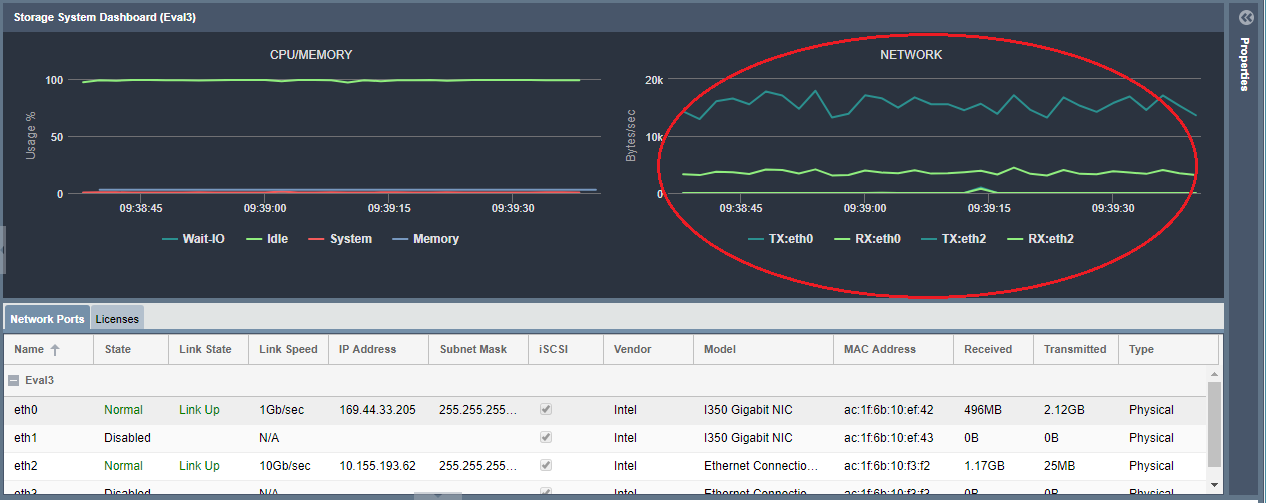 Storage System Dashboard (Eval3)
Properties
CPU/MEMORY
Usage %
100
50
0
09:38:45 09:39:00 09:39:15 09:39:30
Wait-IO Idle System Memory
NETWORK
Bytes/sec
20k
10k
0
09:38:45 09:39:00 09:39:15 09:39:30
TX:eth0 RX:eth0 TX:eth2 RX:eth2
Network Ports Licenses
Name State Link State Link Speed IP Address Subnet Mask iSCSI Vendor Model MAC Address Received Transmitted Type
Eval3
eth0 Normal Link Up 1Gb/sec 169.44.33.205 255.255.255... Intel I350 Gigabit NIC ac:1f:6b:10:ef:42 496MB 2.12GB Physical
eth1 Disabled N/A Intel I350 Gigabit NIC ac:1f:6b:10:ef:43 0B 0B Physical
eth2 Normal Link Up 10Gb/sec 10.155.193.62 255.255.255... Intel Ethernet Connectio... ac:1f:6b:10:f3:f2 1.17GB 25MB Physical
eth3 Disabled N/A Intel Ethernet Connectio... ac:1f:6b:10:f3:f3 0B 0B Physical